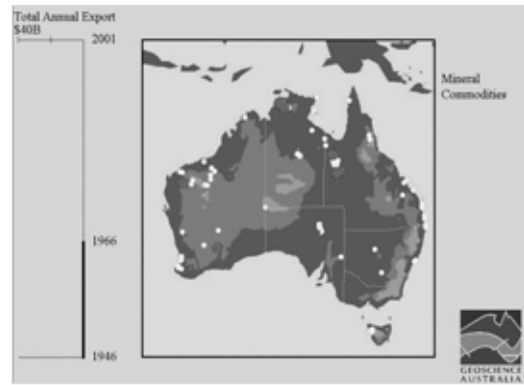 Total Annual Export
$40B
2001
Mineral
Commodities
1966
1946
GEOSCIENCE
AUSTRALIA